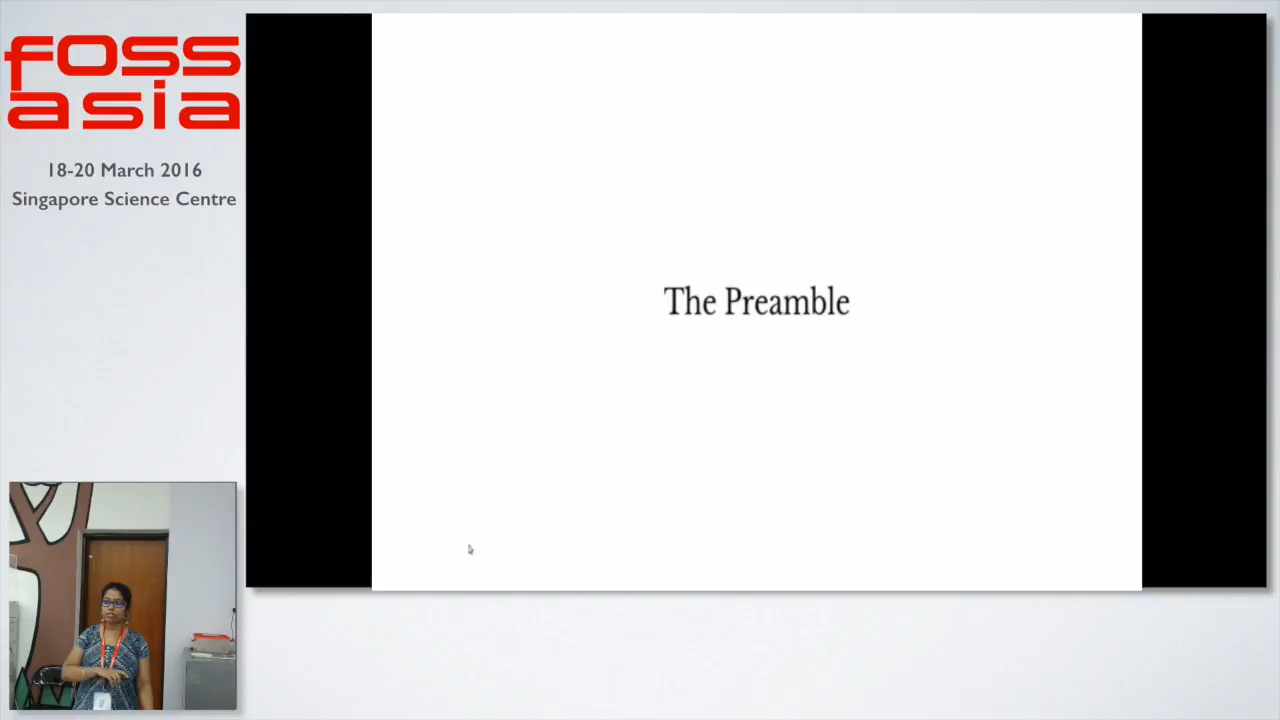 foss
asia
18-20 March 2016
Singapore Science Centre
The Preamble